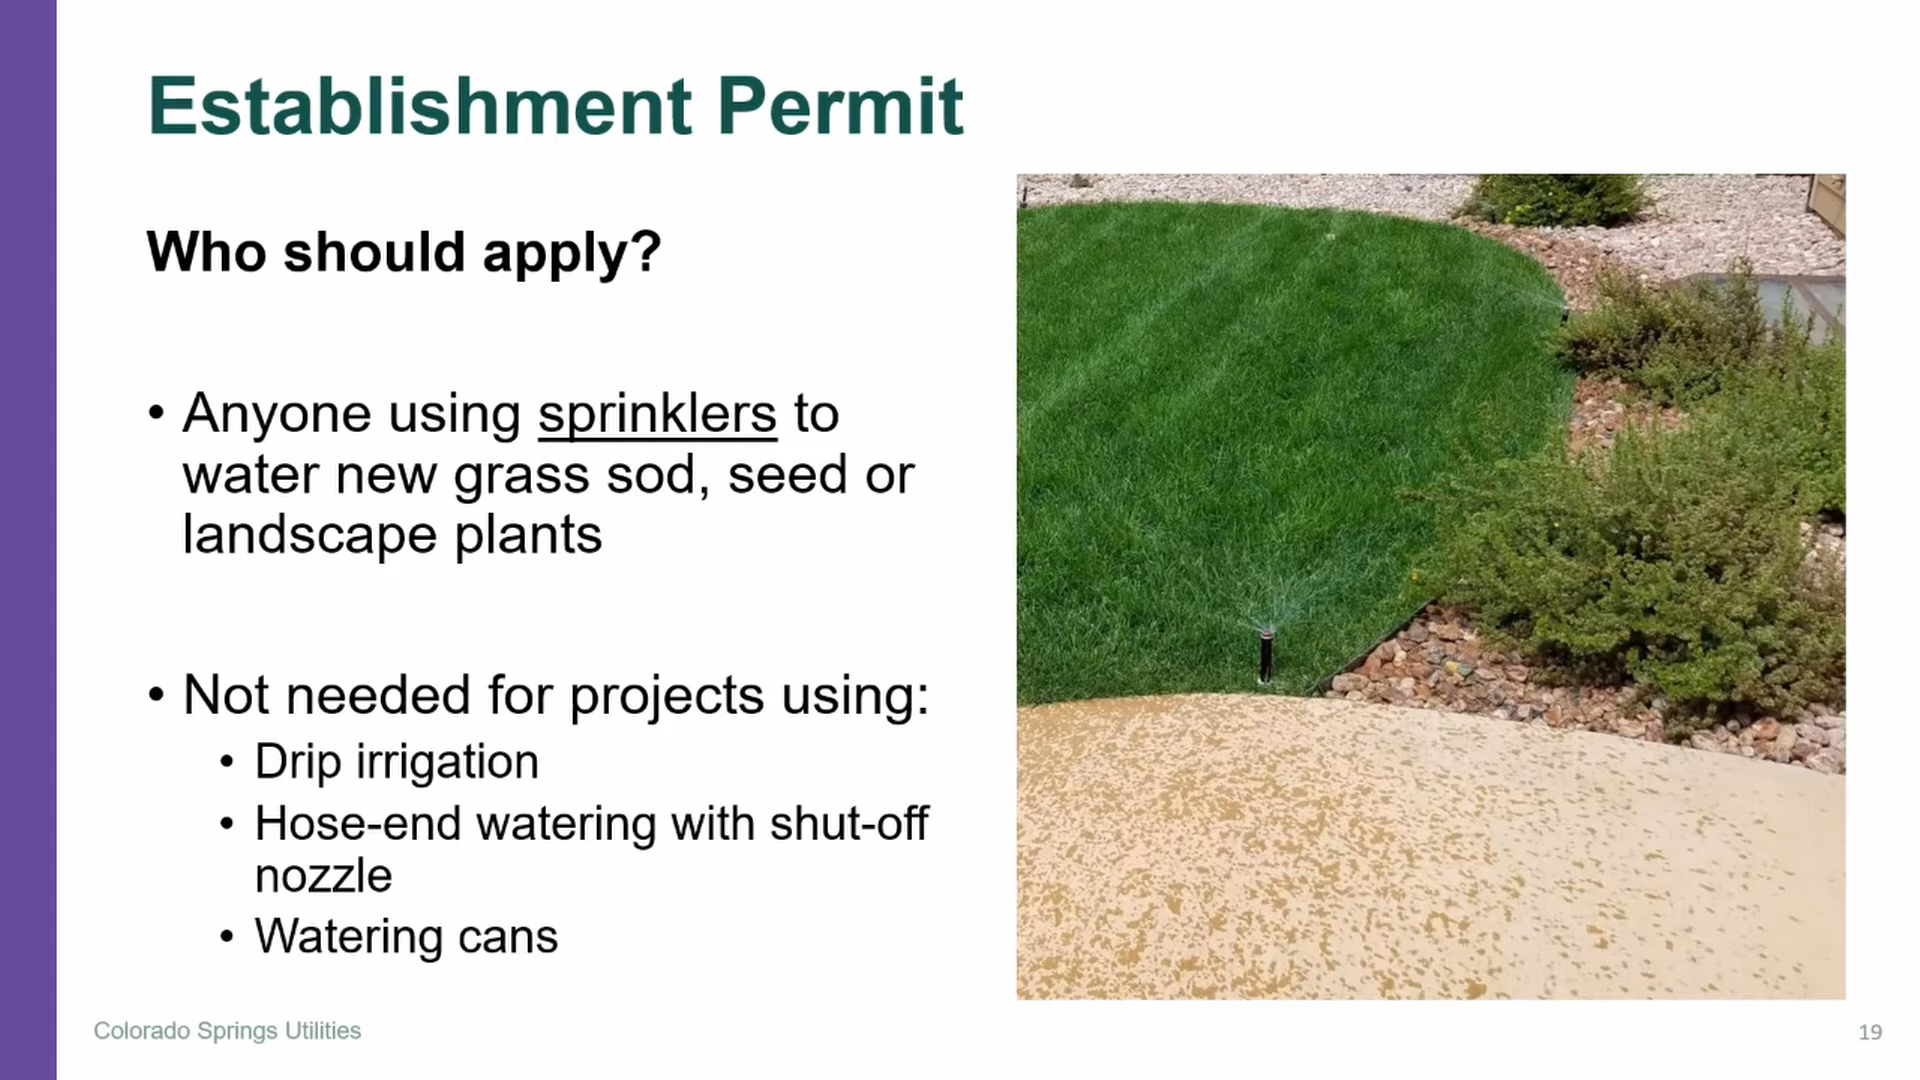 Establishment Permit
Who should apply?
• Anyone using sprinklers to
water new grass sod, seed or
landscape plants
• Not needed for projects using:
• Drip irrigation
• Hose-end watering with shut-off
nozzle
• Watering cans
Colorado Springs Utilities
19